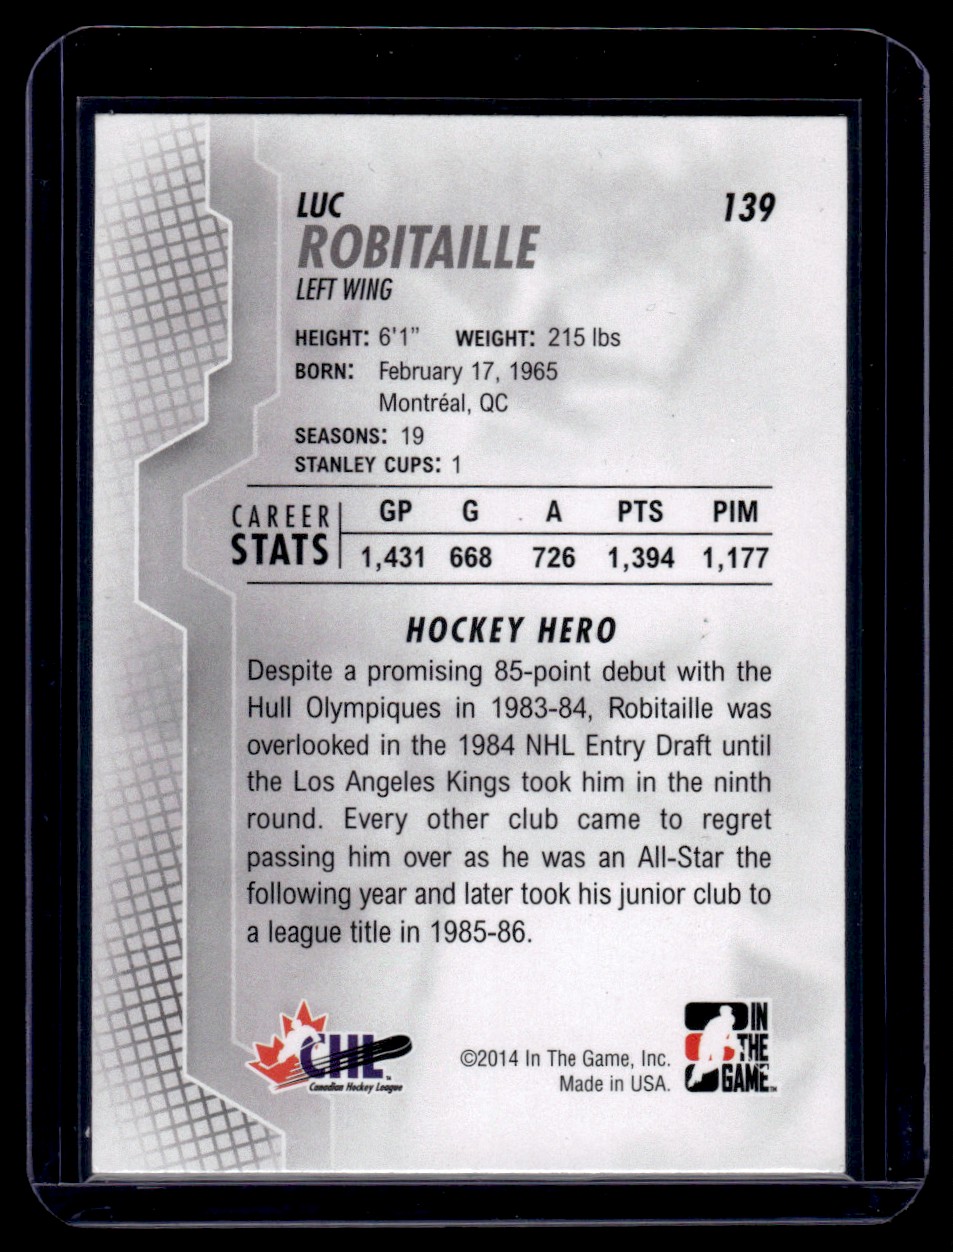 LUC
139
ROBITAILLE
LEFT WING
HEIGHT: 6'1” WEIGHT: 215 lbs
BORN: February 17, 1965
Montréal, QC
SEASONS: 19
STANLEY CUPS: 1
CAREER STATS
GP G A PTS PIM
1,431 668 726 1,394 1,177
HOCKEY HERO
Despite a promising 85-point debut with the
Hull Olympiques in 1983-84, Robitaille was
overlooked in the 1984 NHL Entry Draft until
the Los Angeles Kings took him in the ninth
round. Every other club came to regret
passing him over as he was an All-Star the
following year and later took his junior club to
a league title in 1985-86.
CHL™
Canadian Hockey League
©2014 In The Game, Inc.
Made in USA.
IN
THE
GAME™